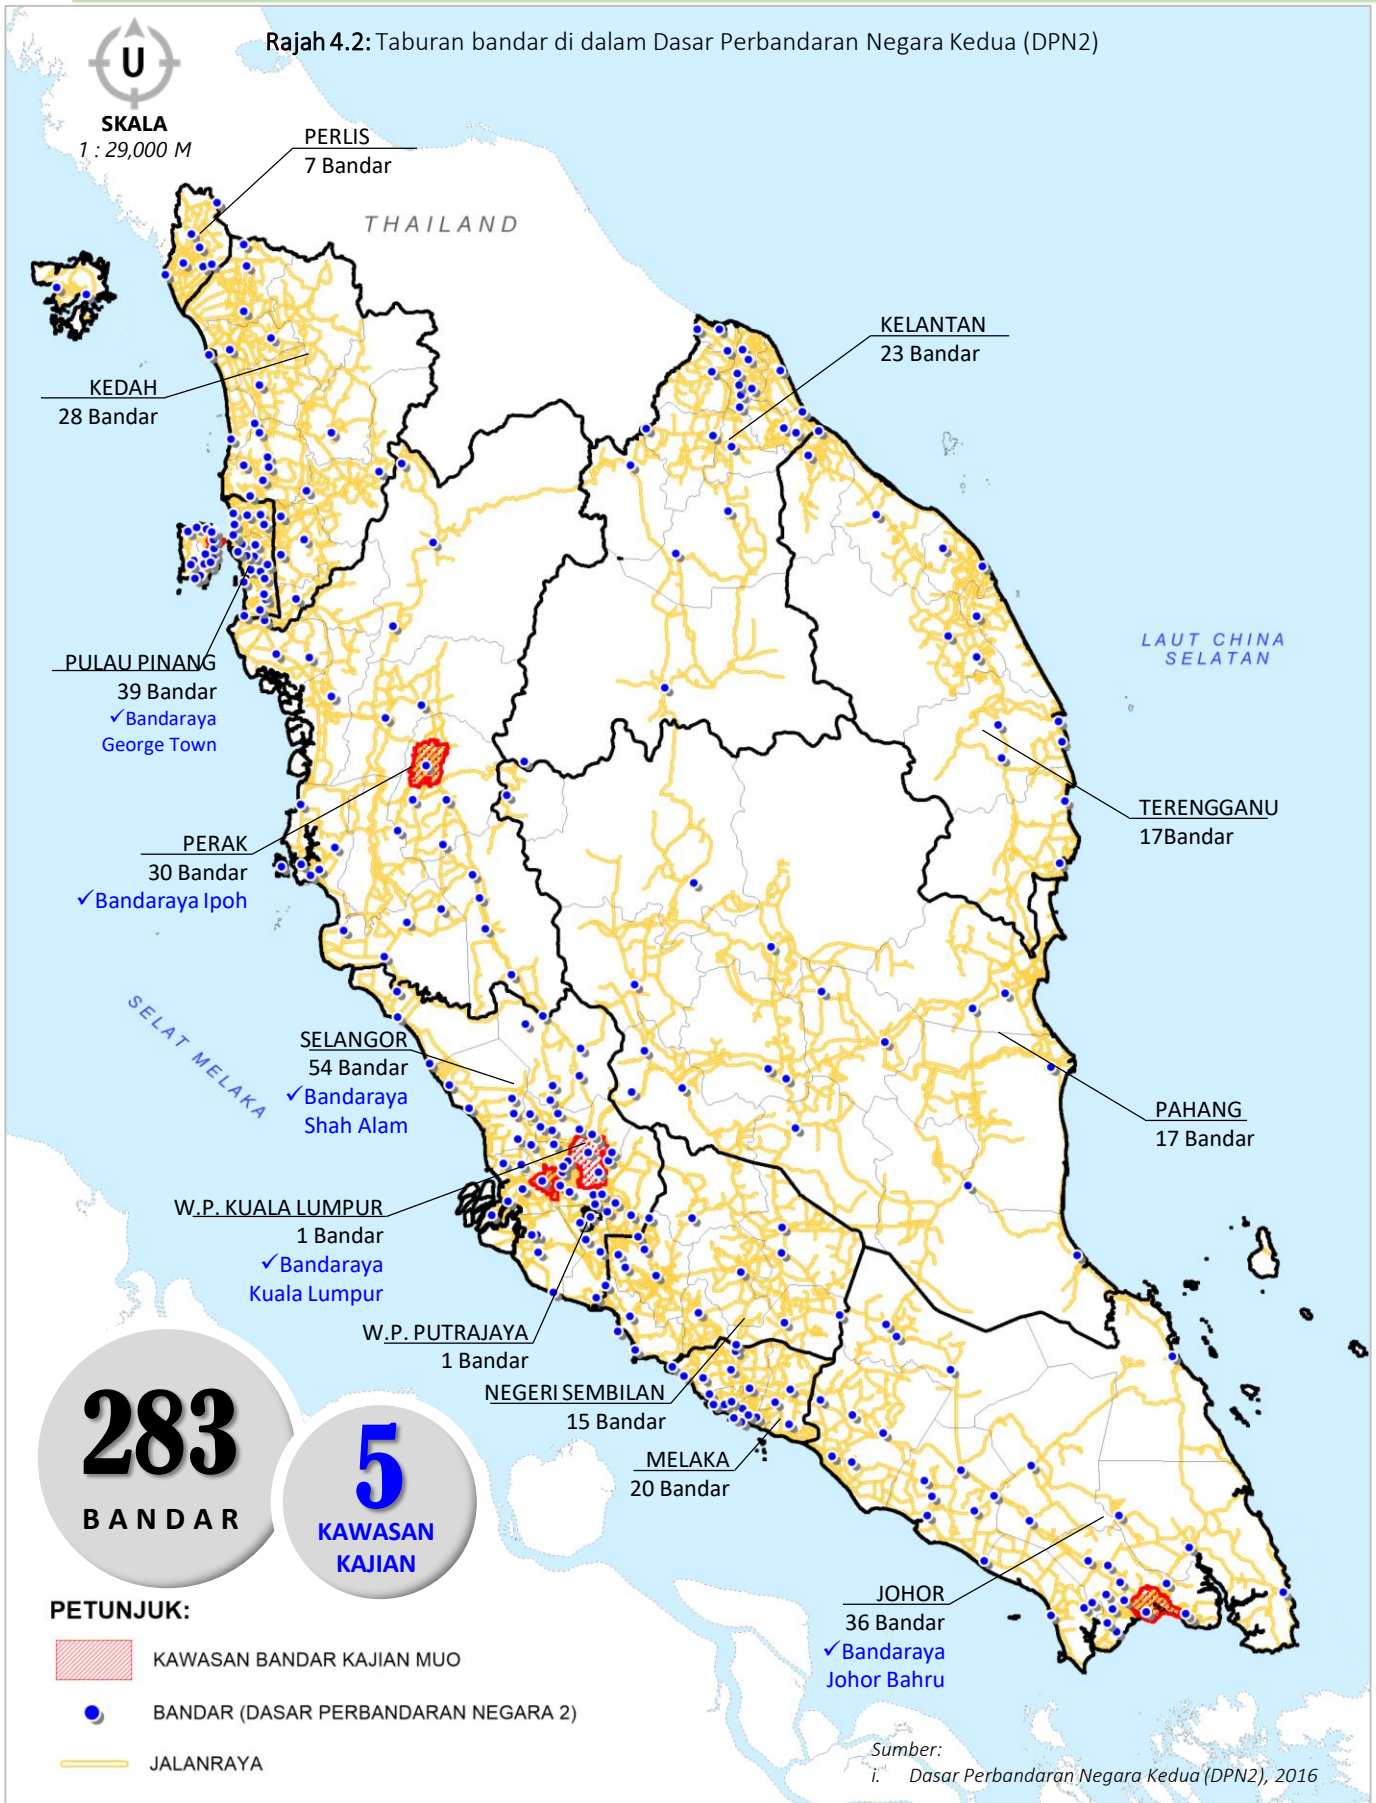 Rajah 4.2: Taburan bandar di dalam Dasar Perbandaran Negara Kedua (DPN2)
U
SKALA
1 : 29,000 M
PERLIS
7 Bandar
THAILAND
KELANTAN
23 Bandar
KEDAH
28 Bandar
LAUT CHINA
SELATAN
PULAU PINANG
39 Bandar
✓Bandaraya
George Town
TERENGGANU
17Bandar
PERAK
30 Bandar
✓Bandaraya Ipoh
SELAT MELAKA
SELANGOR
54 Bandar
✓Bandaraya
Shah Alam
PAHANG
17 Bandar
W.P. KUALA LUMPUR
1 Bandar
✓Bandaraya
Kuala Lumpur
W.P. PUTRAJAYA
1 Bandar
NEGERI SEMBILAN
15 Bandar
MELAKA
20 Bandar
283
BANDAR
5
KAWASAN
KAJIAN
JOHOR
36 Bandar
✓Bandaraya
Johor Bahru
PETUNJUK:
KAWASAN BANDAR KAJIAN MUO
BANDAR (DASAR PERBANDARAN NEGARA 2)
JALANRAYA
Sumber:
i. Dasar Perbandaran Negara Kedua (DPN2), 2016